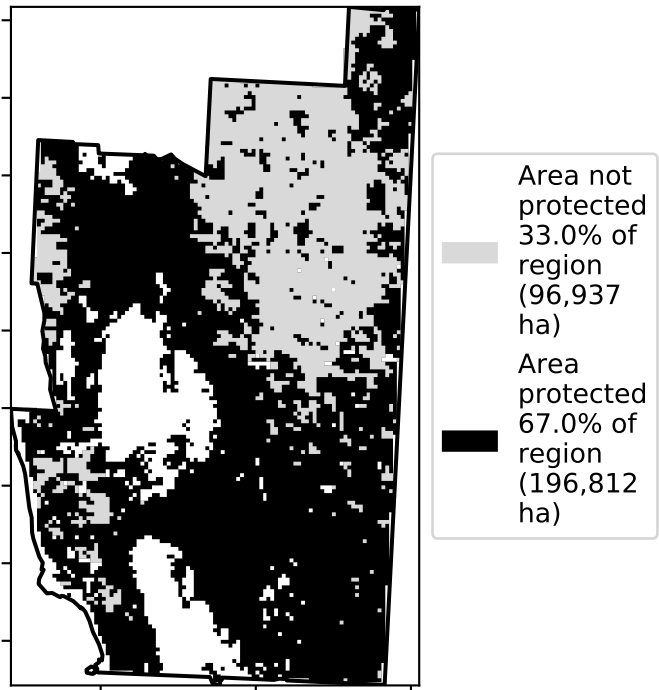 Area not
protected
33.0% of
region
(96,937
ha)
Area
protected
67.0% of
region
(196,812
ha)